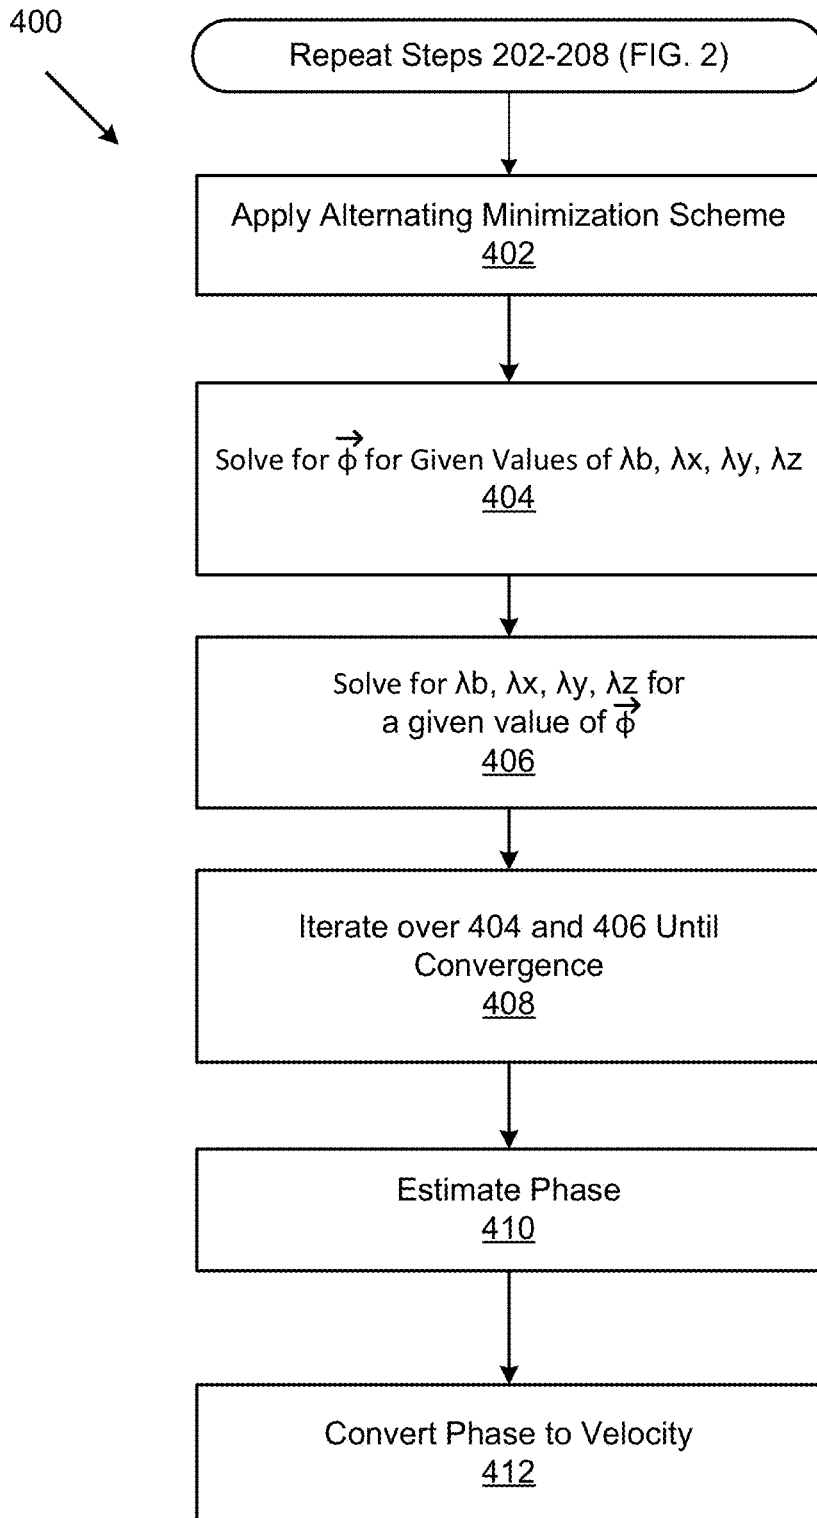 400
Repeat Steps 202-208 (FIG. 2)
Apply Alternating Minimization Scheme
402
Solve for ϕ⃗ for Given Values of λb, λx, λy, λz
404
Solve for λb, λx, λy, λz for
a given value of ϕ⃗
406
Iterate over 404 and 406 Until
Convergence
408
Estimate Phase
410
Convert Phase to Velocity
412